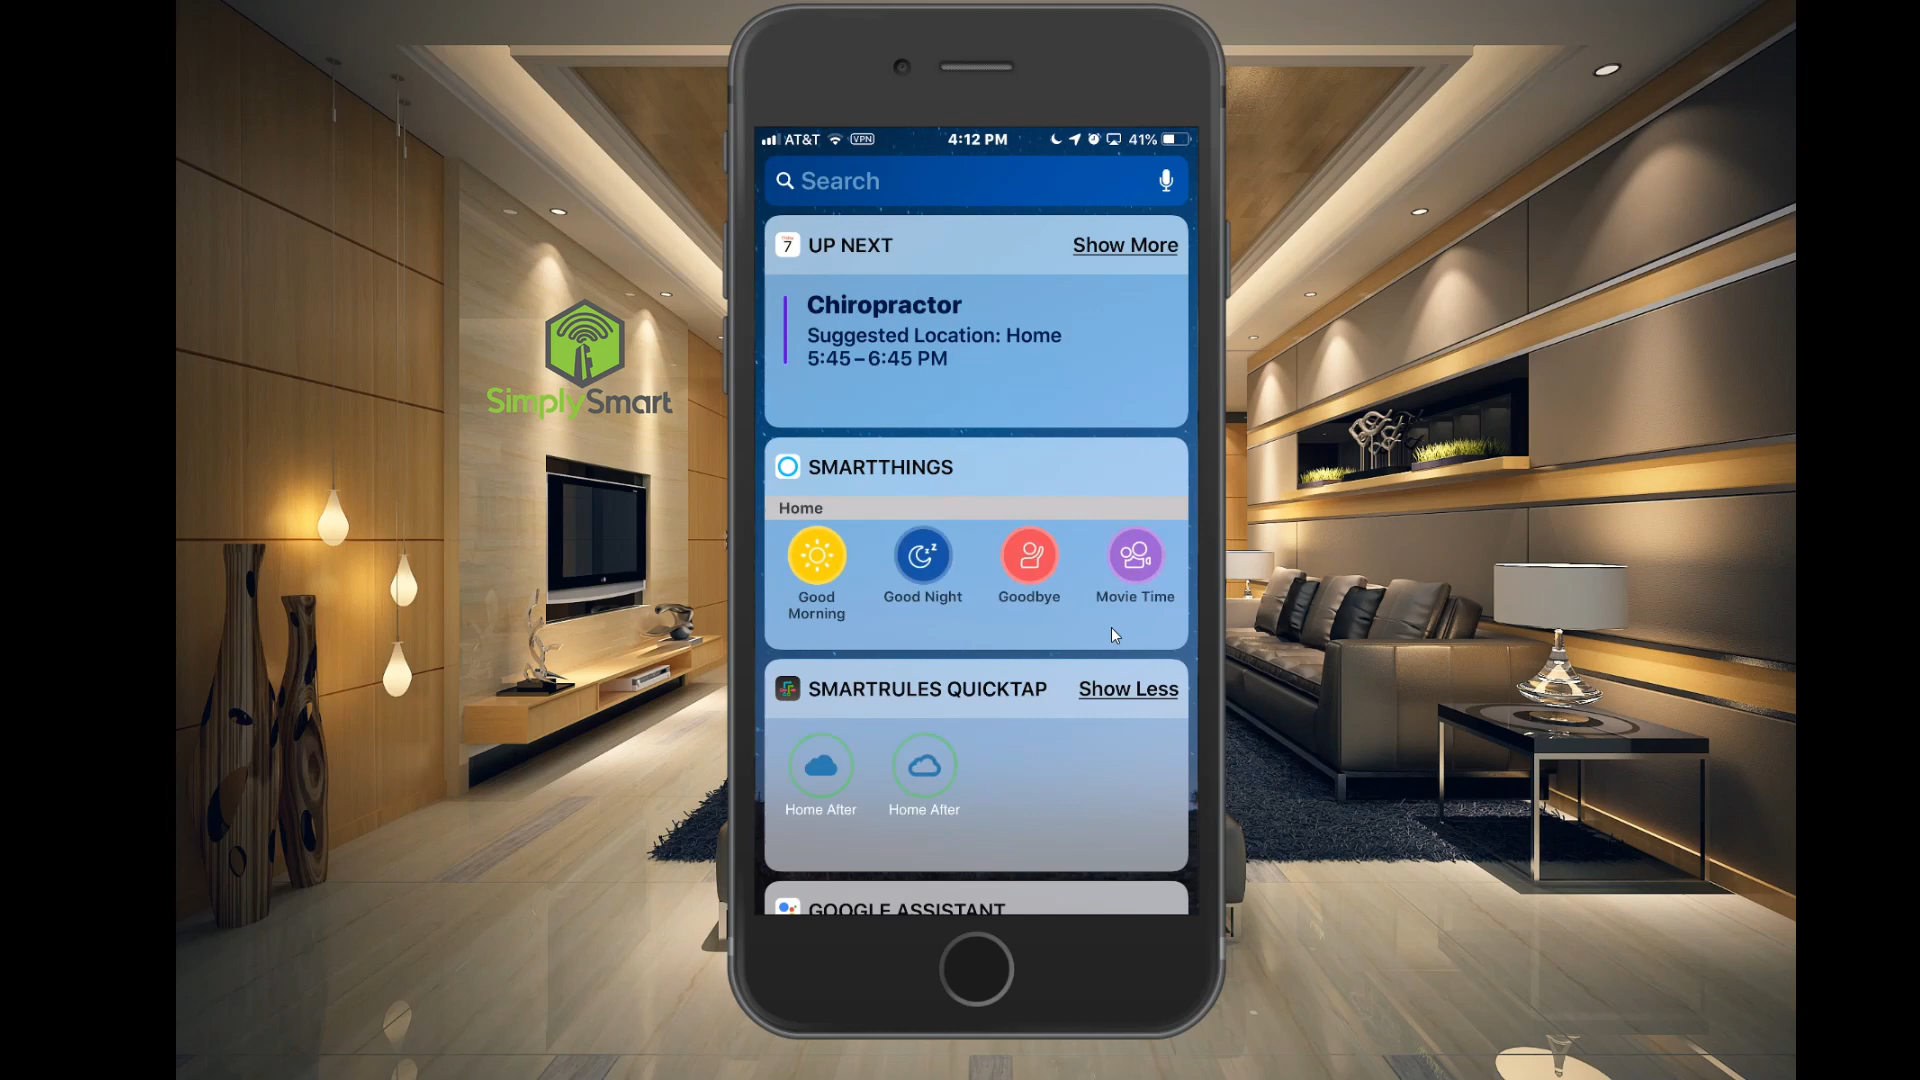 AT&T VPN 4:12 PM 41%
Search
7 UP NEXT Show More
Chiropractor
Suggested Location: Home
5:45 – 6:45 PM
SimplySmart
SMARTTHINGS
Home
Good Morning
Good Night
Goodbye
Movie Time
SMARTRULES QUICKTAP Show Less
Home After
Home After
GOOGLE ASSISTANT